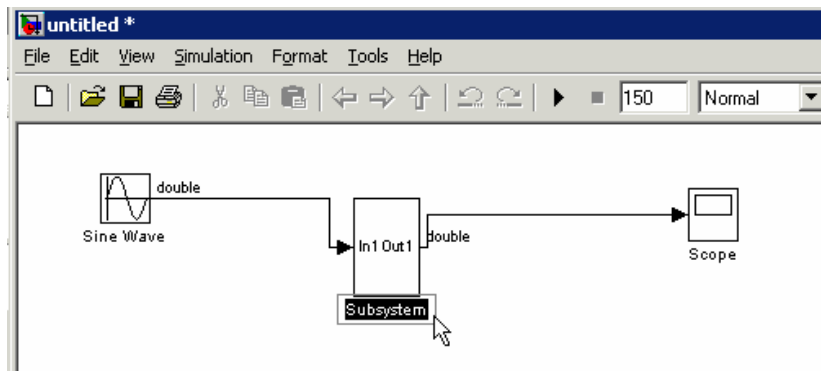 untitled *
File Edit View Simulation Format Tools Help
150 Normal
double
Sine Wave
In1 Out1
double
Scope
Subsystem